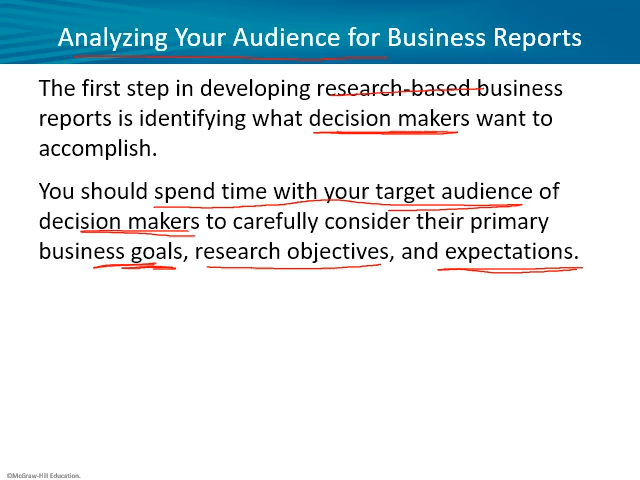 Analyzing Your Audience for Business Reports
The first step in developing research-based business
reports is identifying what decision makers want to
accomplish.
You should spend time with your target audience of
decision makers to carefully consider their primary
business goals, research objectives, and expectations.
©McGraw-Hill Education.